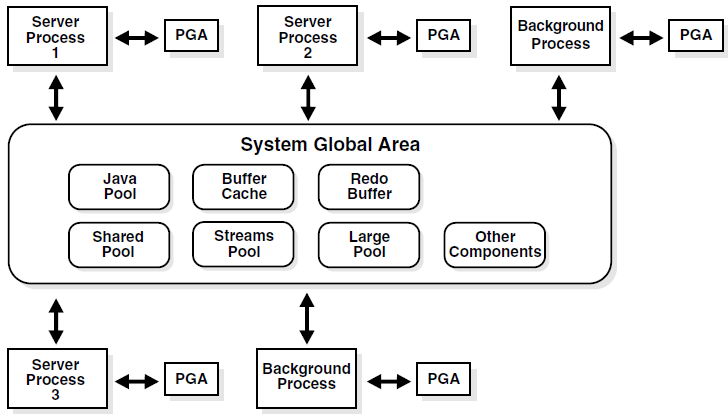 Server
Process
1
PGA
Server
Process
2
PGA
Background
Process
PGA
System Global Area
Java
Pool
Buffer
Cache
Redo
Buffer
Shared
Pool
Streams
Pool
Large
Pool
Other
Components
Server
Process
3
PGA
Background
Process
PGA